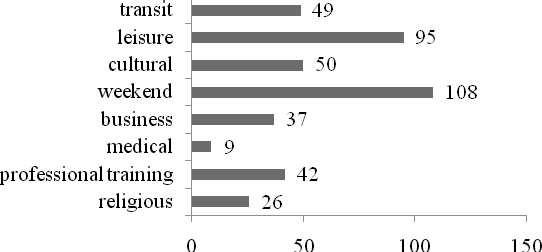 transit 49
leisure 95
cultural 50
weekend 108
business 37
medical 9
professional training 42
religious 26
0 50 100 150